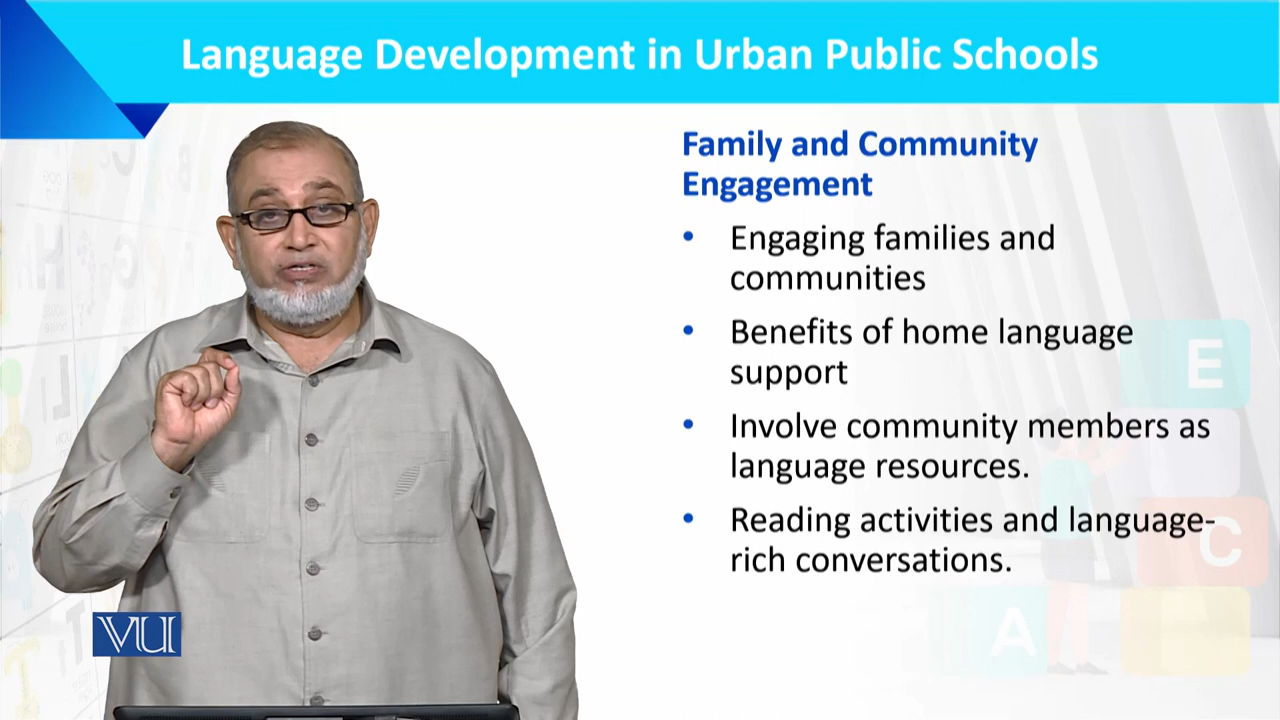 Language Development in Urban Public Schools
Family and Community
Engagement
• Engaging families and
communities
• Benefits of home language
support
• Involve community members as
language resources.
• Reading activities and language-
rich conversations.
E
C
A
VU